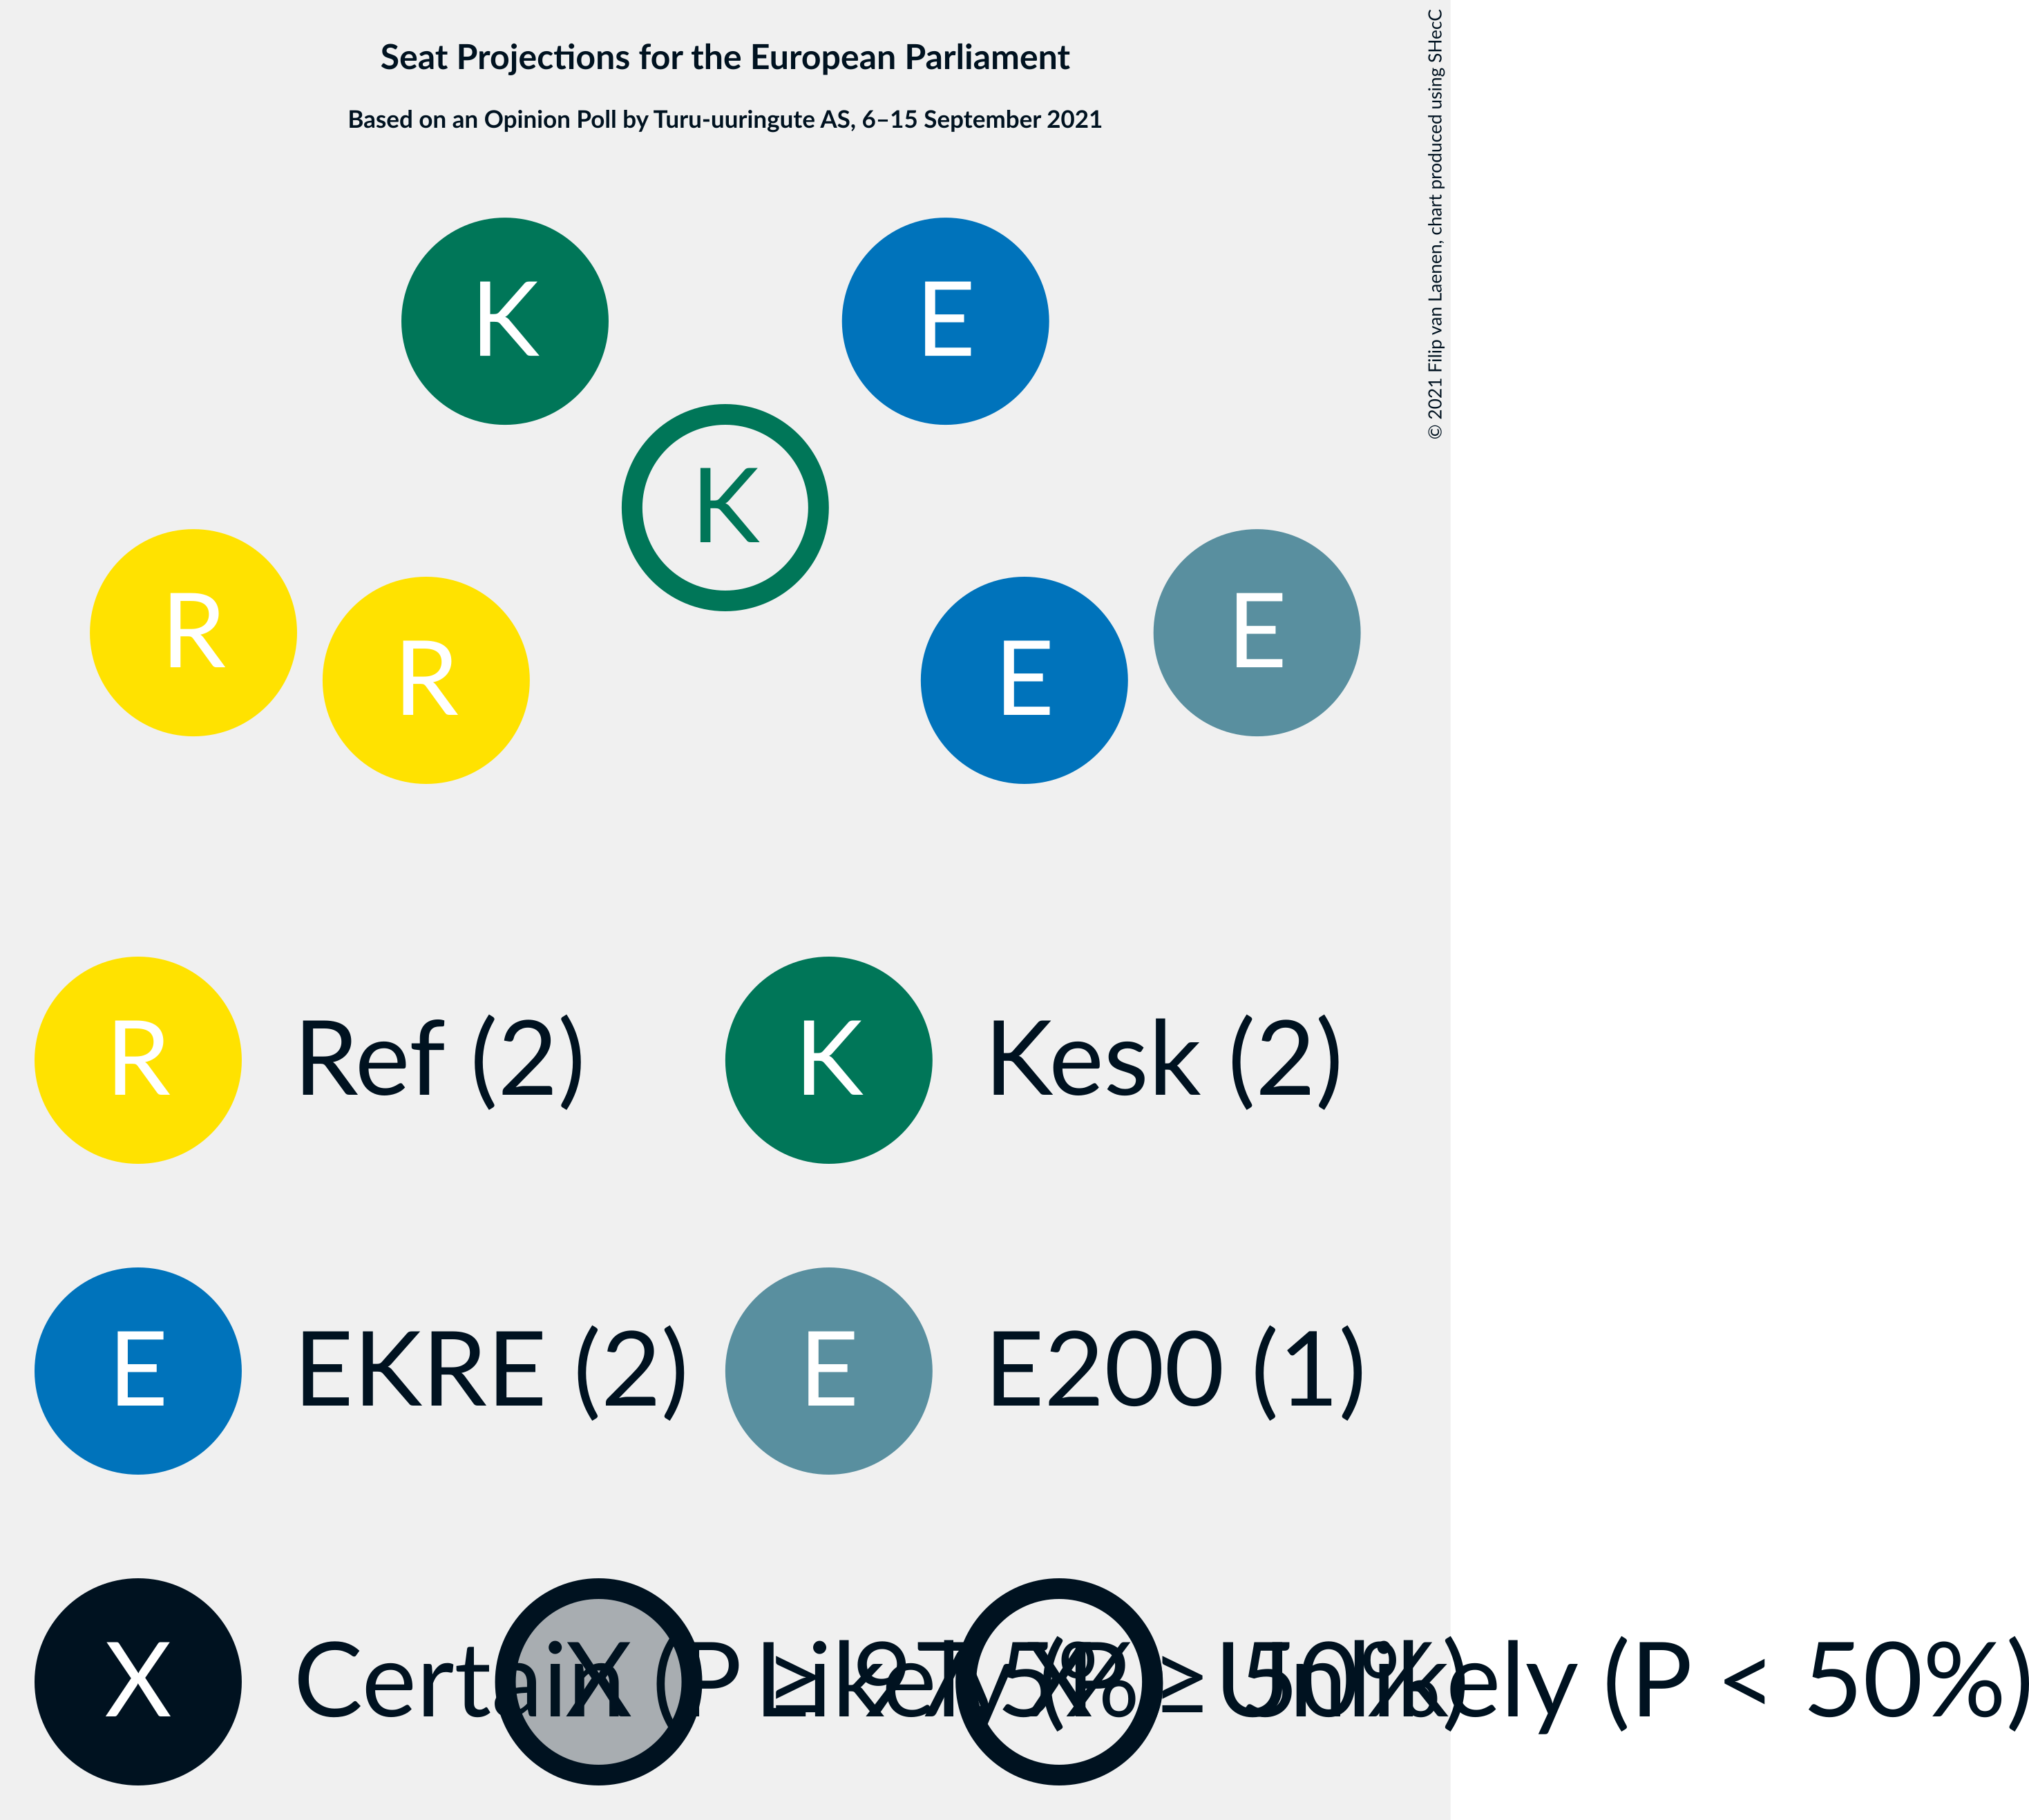 Seat Projections for the European Parliament
Based on an Opinion Poll by Turu-uuringute AS, 6–15 September 2021
© 2021 Filip van Laenen, chart produced using SHecC
K E
K
R R E E
R Ref (2) K Kesk (2)
E EKRE (2) E E200 (1)
X Certain (P ≥ 95%) X Likely (P ≥ 50%) X Unlikely (P < 50%)